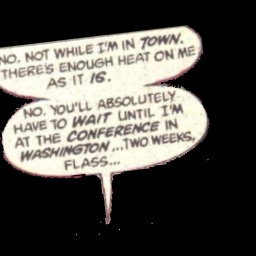 NO. NOT WHILE I'M IN TOWN.
THERE'S ENOUGH HEAT ON ME
AS IT IS.
NO. YOU'LL ABSOLUTELY
HAVE TO WAIT UNTIL I'M
AT THE CONFERENCE IN
WASHINGTON...TWO WEEKS,
FLASS...